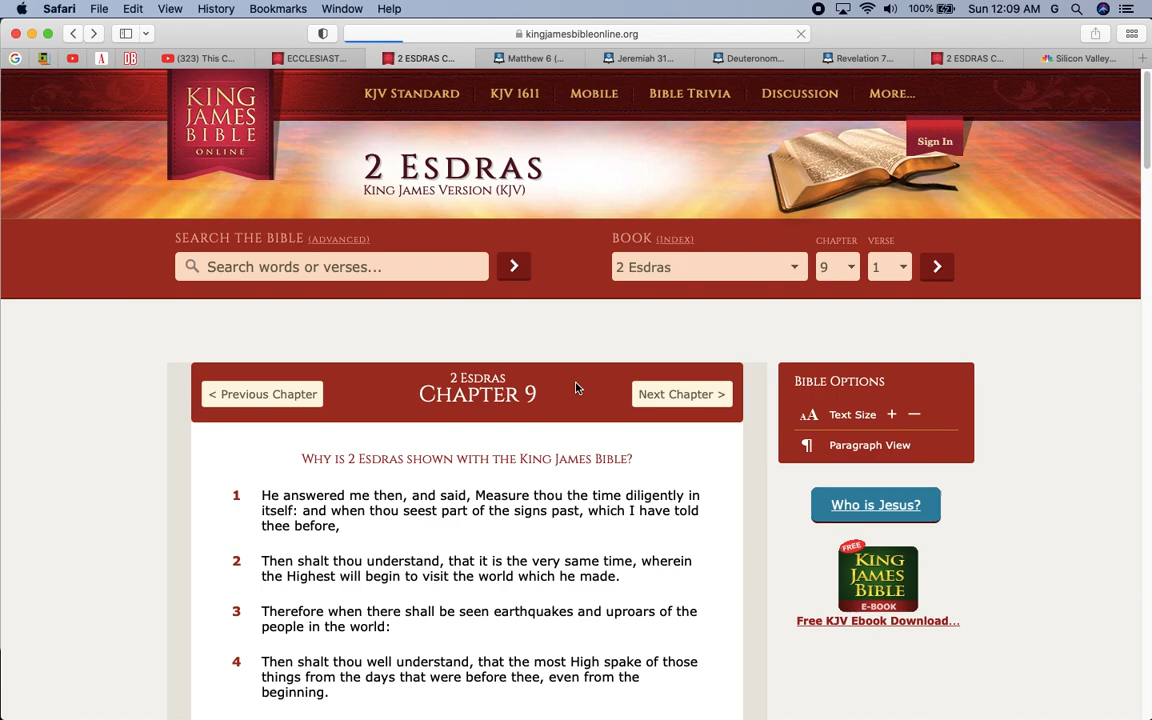 Safari File Edit View History Bookmarks Window Help 100% Sun 12:09 AM G
kingjamesbibleonline.org
G A DB (323) This C... ECCLESIAST... 2 ESDRAS C... Matthew 6 (... Jeremiah 31... Deuteronom... Revelation 7... 2 ESDRAS C... Silicon Valley...
KING JAMES BIBLE ONLINE
KJV STANDARD KJV 1611 MOBILE BIBLE TRIVIA DISCUSSION MORE...
Sign In
2 ESDRAS
KING JAMES VERSION (KJV)
SEARCH THE BIBLE (ADVANCED) BOOK (INDEX) CHAPTER VERSE
Search words or verses... 2 Esdras 9 1
2 ESDRAS
< Previous Chapter CHAPTER 9 Next Chapter >
WHY IS 2 ESDRAS SHOWN WITH THE KING JAMES BIBLE?
1 He answered me then, and said, Measure thou the time diligently in
itself: and when thou seest part of the signs past, which I have told
thee before,
2 Then shalt thou understand, that it is the very same time, wherein
the Highest will begin to visit the world which he made.
3 Therefore when there shall be seen earthquakes and uproars of the
people in the world:
4 Then shalt thou well understand, that the most High spake of those
things from the days that were before thee, even from the
beginning.
BIBLE OPTIONS
AA Text Size + −
¶ Paragraph View
Who is Jesus?
FREE
KING
JAMES
BIBLE
E-BOOK
Free KJV Ebook Download...